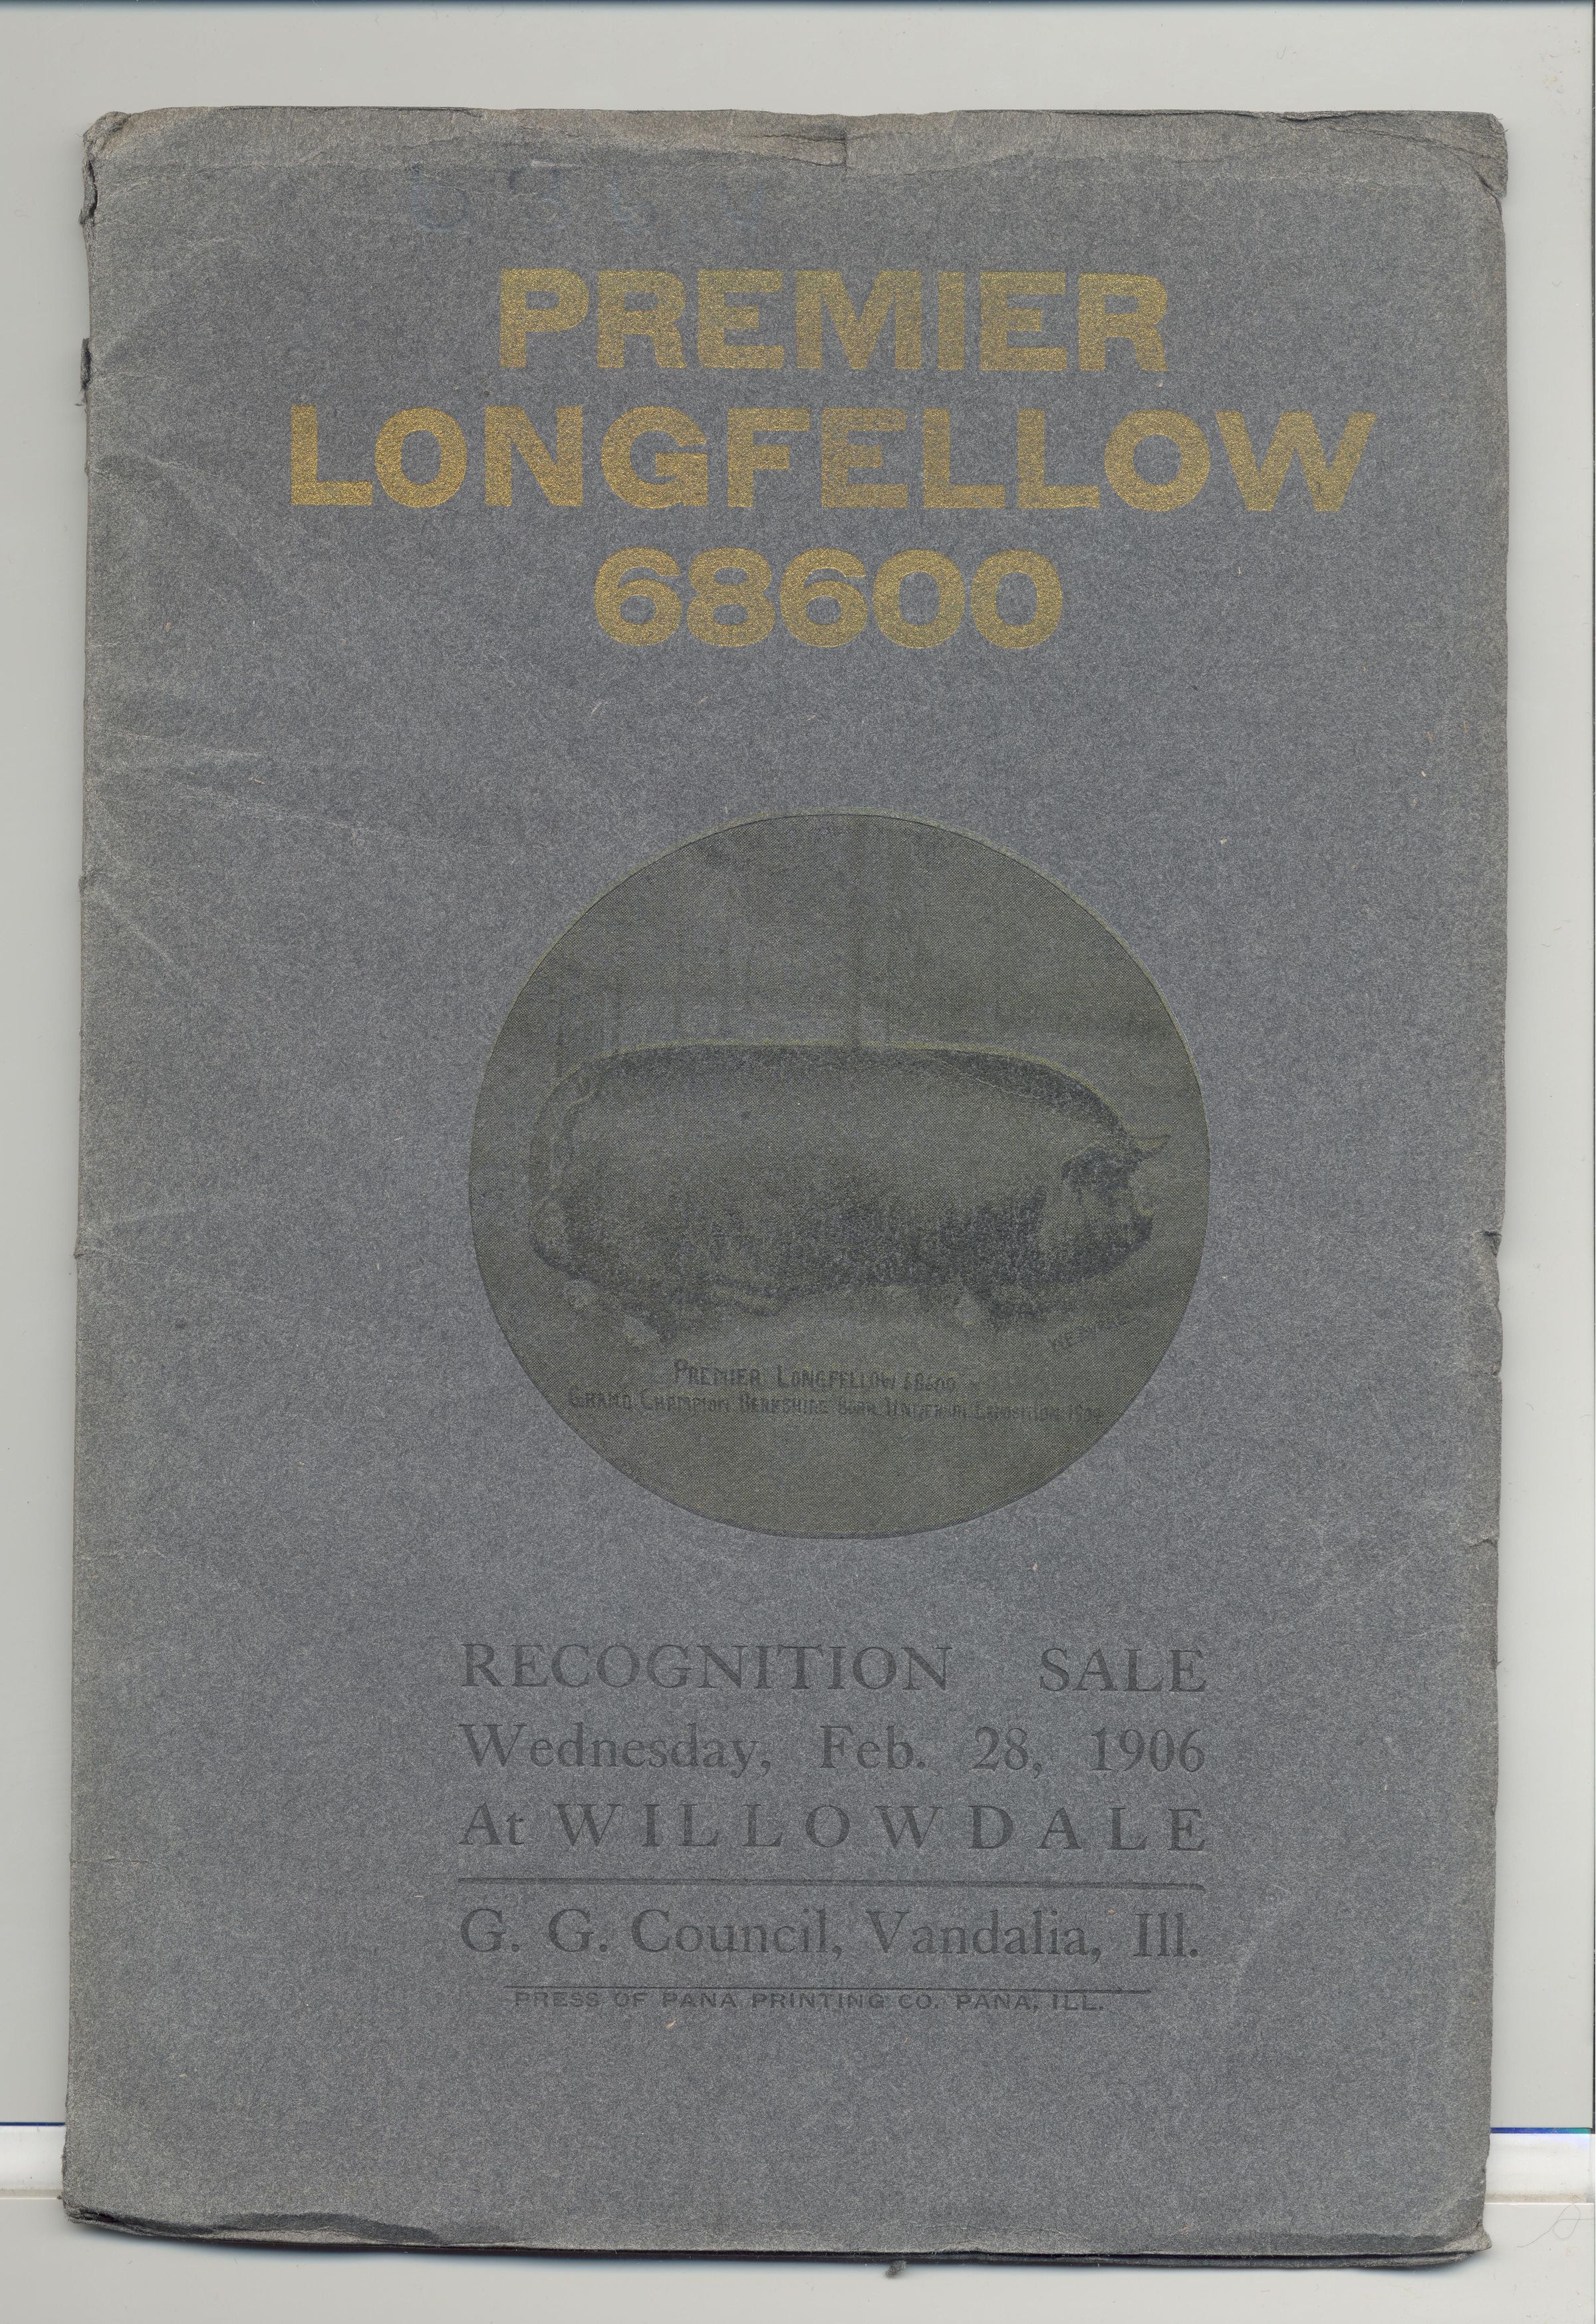 PREMIER
LONGFELLOW
68600
PREMIER LONGFELLOW 68600
GRAND CHAMPION BERKSHIRE BOAR UNIVERSAL EXPOSITION 1904
RECOGNITION SALE
Wednesday, Feb. 28, 1906
At WILLOWDALE
G. G. Council, Vandalia, Ill.
PRESS OF PANA PRINTING CO. PANA, ILL.